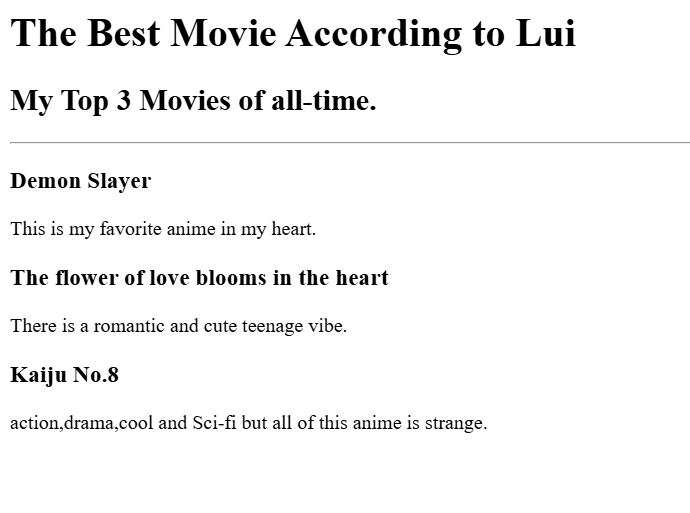 The Best Movie According to Lui
My Top 3 Movies of all-time.
Demon Slayer
This is my favorite anime in my heart.
The flower of love blooms in the heart
There is a romantic and cute teenage vibe.
Kaiju No.8
action,drama,cool and Sci-fi but all of this anime is strange.